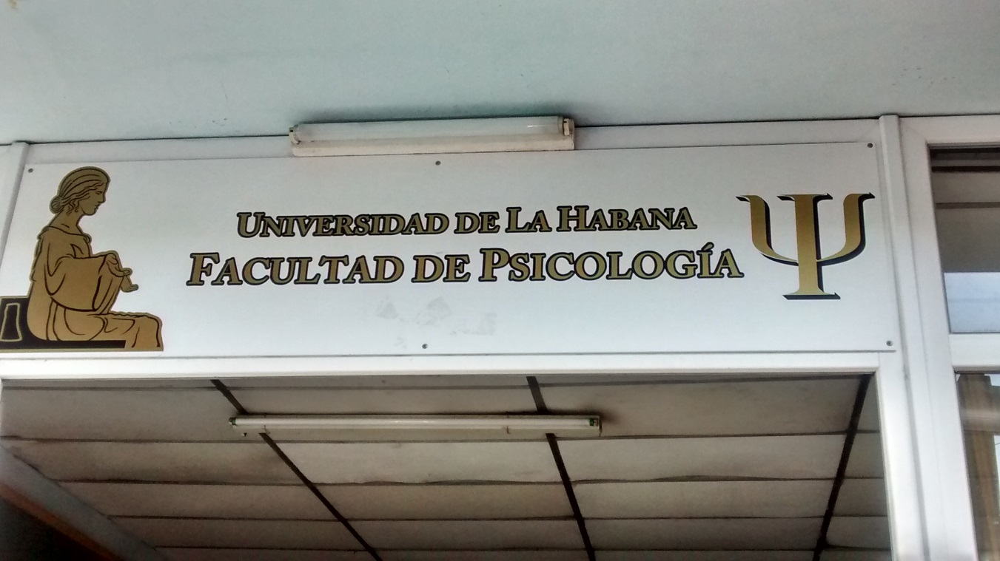 UNIVERSIDAD DE LA HABANA
FACULTAD DE PSICOLOGÍA
Ψ